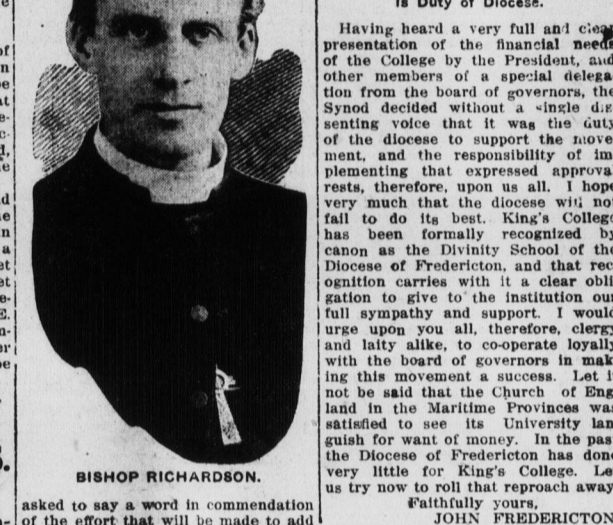 BISHOP RICHARDSON.
asked to say a word in commendation
of the effort that will be made to add
Is Duty of Diocese.
Having heard a very full and clear
presentation of the financial needs
of the College by the President, and
other members of a special delega
tion from the board of governors, the
Synod decided without a single dis
senting voice that it was the duty
of the diocese to support the move
ment, and the responsibility of im
plementing that expressed approva
rests, therefore, upon us all. I hope
very much that the diocese will no
fail to do its best. King's College
has been formally recognized by
canon as the Divinity School of the
Diocese of Fredericton, and that rec
ognition carries with it a clear obli
gation to give to the institution ou
full sympathy and support. I would
urge upon you all, therefore, clergy
and laity alike, to co-operate loyally
with the board of governors in mak
ing this movement a success. Let i
not be said that the Church of Eng
land in the Maritime Provinces was
satisfied to see its University lan
guish for want of money. In the pas
the Diocese of Fredericton has done
very little for King's College. Le
us try now to roll that reproach away
Faithfully yours,
JOHN FREDERICTON